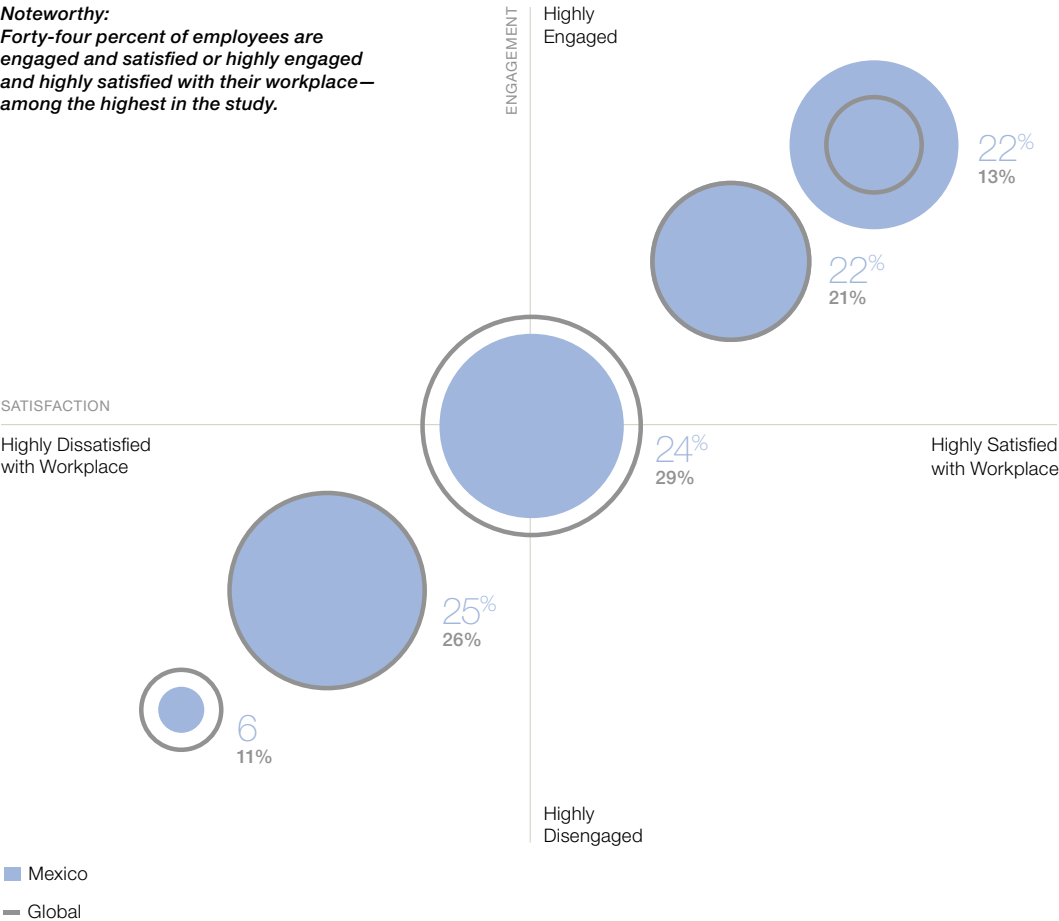 Noteworthy:
Forty-four percent of employees are
engaged and satisfied or highly engaged
and highly satisfied with their workplace—
among the highest in the study.
ENGAGEMENT
Highly
Engaged
22%
13%
22%
21%
SATISFACTION
Highly Dissatisfied
with Workplace
24%
29%
Highly Satisfied
with Workplace
25%
26%
6
11%
Highly
Disengaged
Mexico
Global